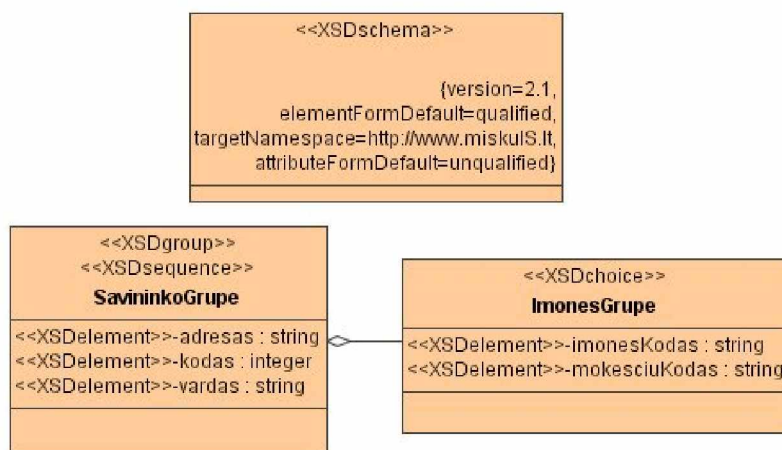 <<XSDschema>>
{version=2.1,
elementFormDefault=qualified,
targetNamespace=http://www.miskuIS.lt,
attributeFormDefault=unqualified}
<<XSDgroup>>
<<XSDsequence>>
SavininkoGrupe
<<XSDelement>>-adresas : string
<<XSDelement>>-kodas : integer
<<XSDelement>>-vardas : string
<<XSDchoice>>
ImonesGrupe
<<XSDelement>>-imonesKodas : string
<<XSDelement>>-mokesciuKodas : string